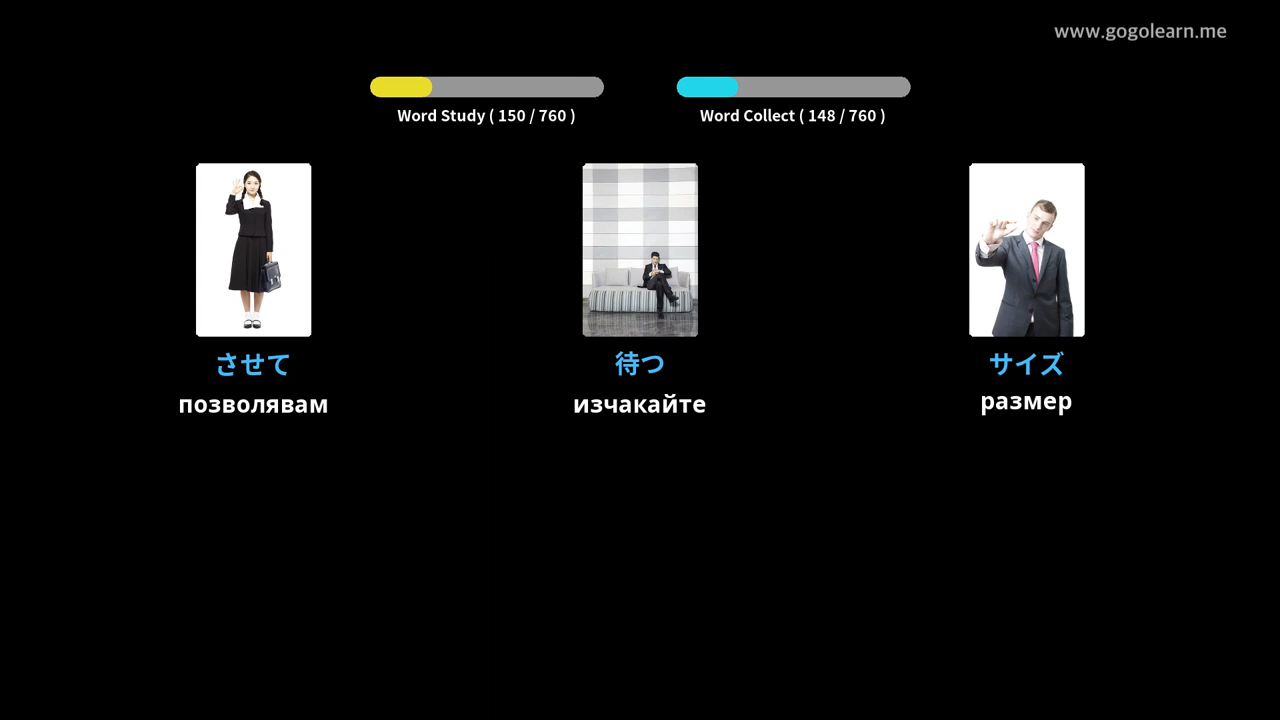 www.gogolearn.me
Word Study ( 150 / 760 )
Word Collect ( 148 / 760 )
させて
待つ
サイズ
позволявам
изчакайте
размер